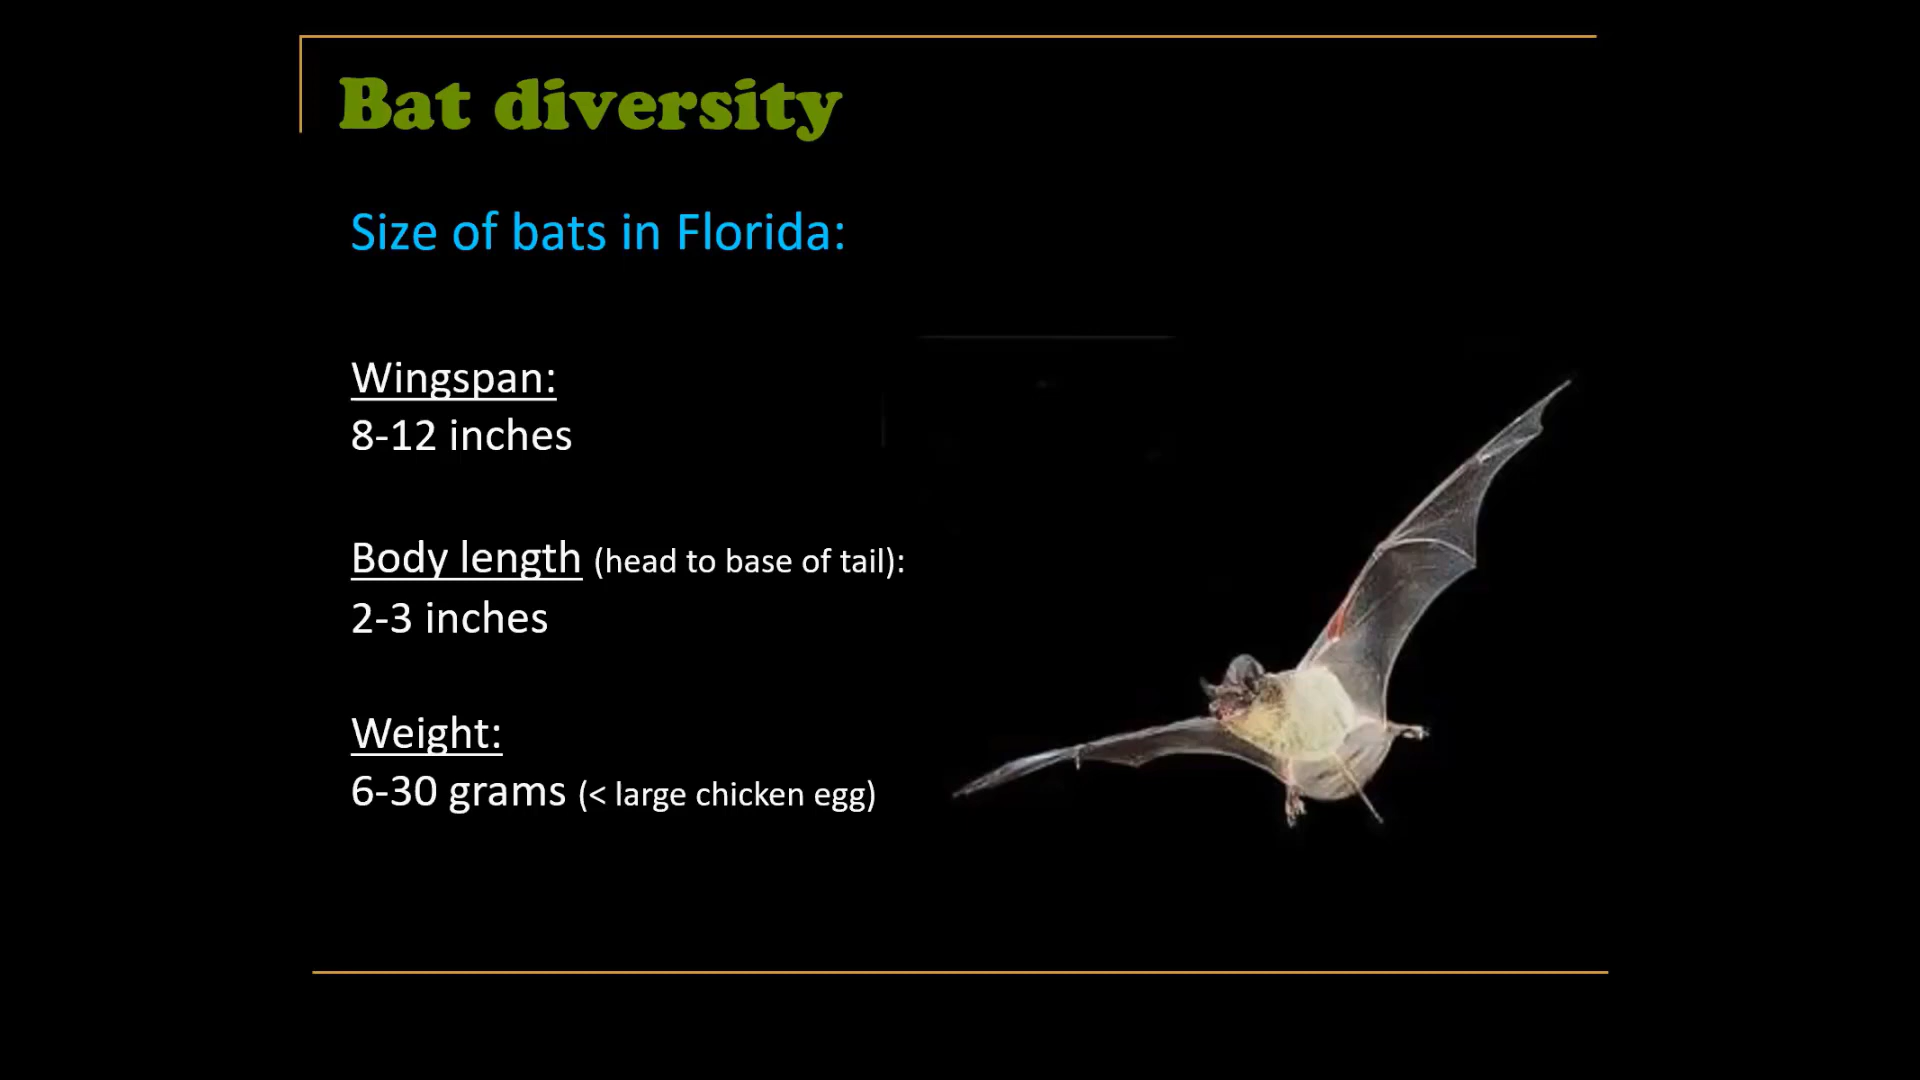 Bat diversity
Size of bats in Florida:
Wingspan:
8-12 inches
Body length (head to base of tail):
2-3 inches
Weight:
6-30 grams (< large chicken egg)